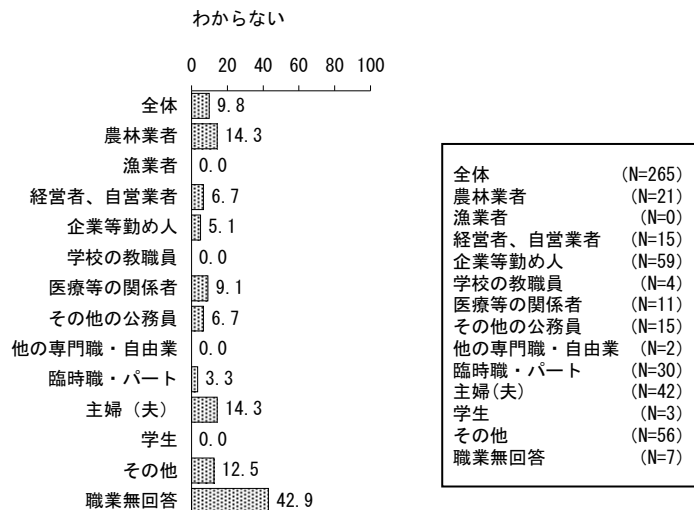 わからない
0 20 40 60 80 100
全体 9.8
農林業者 14.3
漁業者 0.0
経営者、自営業者 6.7
企業等勤め人 5.1
学校の教職員 0.0
医療等の関係者 9.1
その他の公務員 6.7
他の専門職・自由業 0.0
臨時職・パート 3.3
主婦（夫） 14.3
学生 0.0
その他 12.5
職業無回答 42.9
全体 (N=265)
農林業者 (N=21)
漁業者 (N=0)
経営者、自営業者 (N=15)
企業等勤め人 (N=59)
学校の教職員 (N=4)
医療等の関係者 (N=11)
その他の公務員 (N=15)
他の専門職・自由業 (N=2)
臨時職・パート (N=30)
主婦(夫) (N=42)
学生 (N=3)
その他 (N=56)
職業無回答 (N=7)